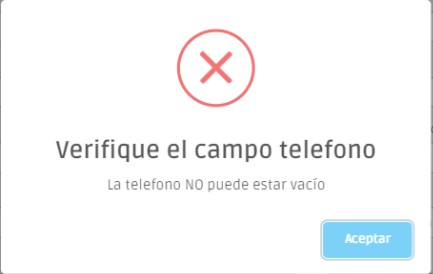 Verifique el campo telefono
La telefono NO puede estar vacío
Aceptar